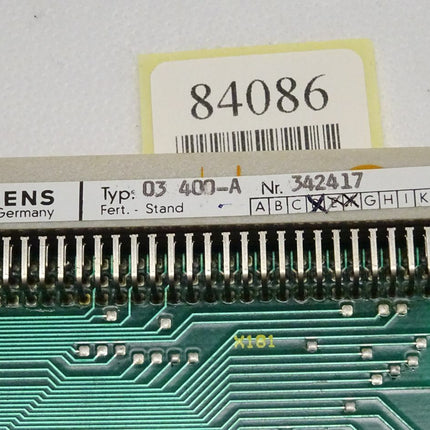 84086
ENS Typ: 03 400-A Nr. 342417
Germany Fert. - Stand A B C D E F G H I K
X181